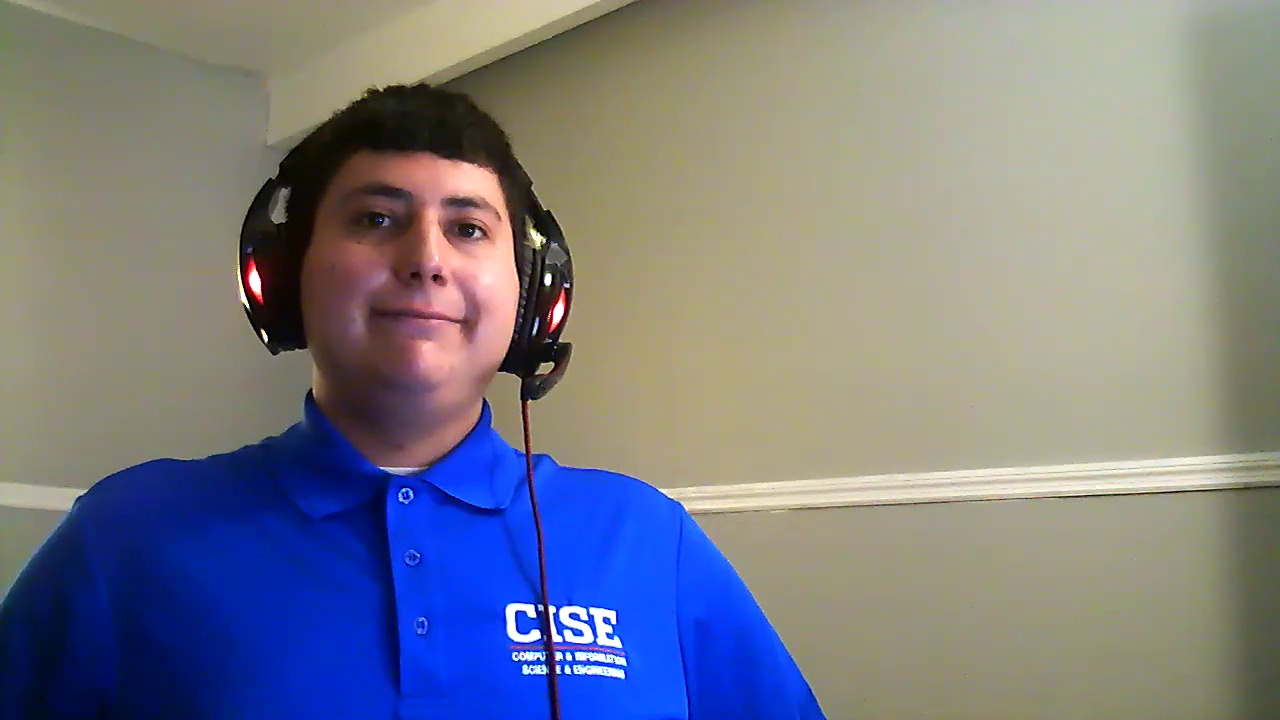 CISE
COMPUTER & INFORMATION
SCIENCE & ENGINEERING